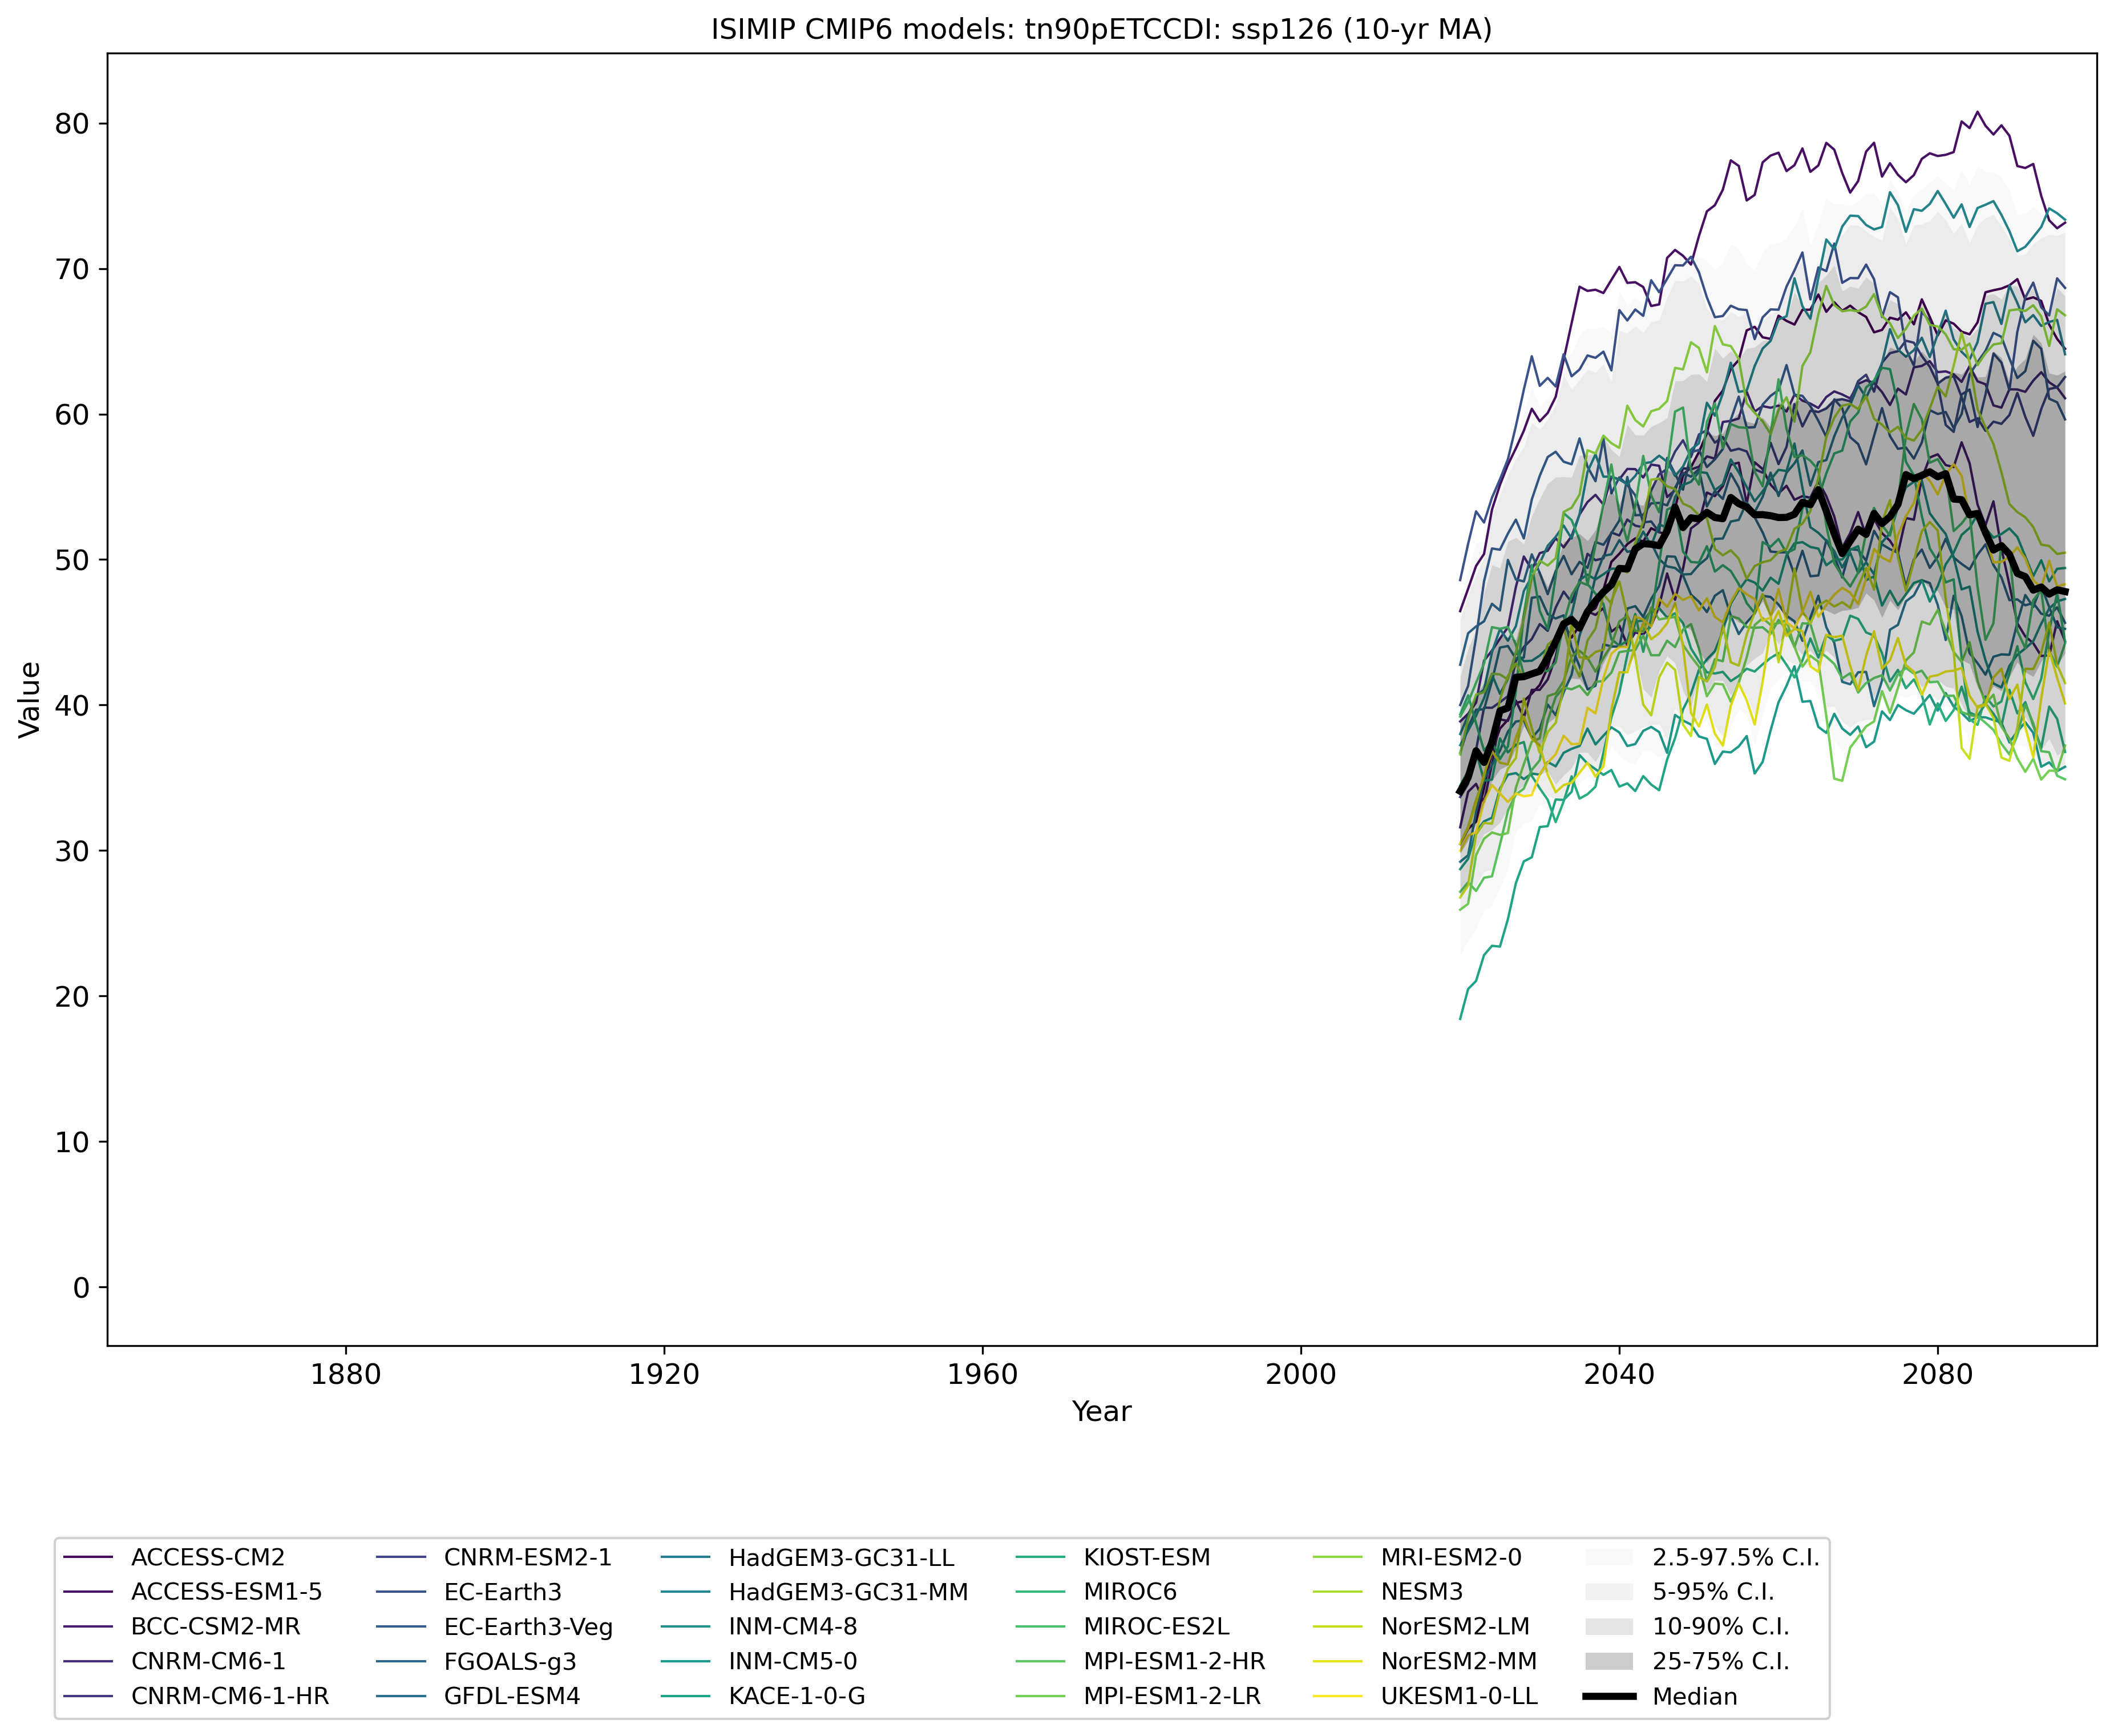 ISIMIP CMIP6 models: tn90pETCCDI: ssp126 (10-yr MA)
80
70
60
50
40
30
20
10
0
Value
1880 1920 1960 2000 2040 2080
Year
ACCESS-CM2 CNRM-ESM2-1 HadGEM3-GC31-LL KIOST-ESM MRI-ESM2-0 2.5-97.5% C.I.
ACCESS-ESM1-5 EC-Earth3 HadGEM3-GC31-MM MIROC6 NESM3 5-95% C.I.
BCC-CSM2-MR EC-Earth3-Veg INM-CM4-8 MIROC-ES2L NorESM2-LM 10-90% C.I.
CNRM-CM6-1 FGOALS-g3 INM-CM5-0 MPI-ESM1-2-HR NorESM2-MM 25-75% C.I.
CNRM-CM6-1-HR GFDL-ESM4 KACE-1-0-G MPI-ESM1-2-LR UKESM1-0-LL Median